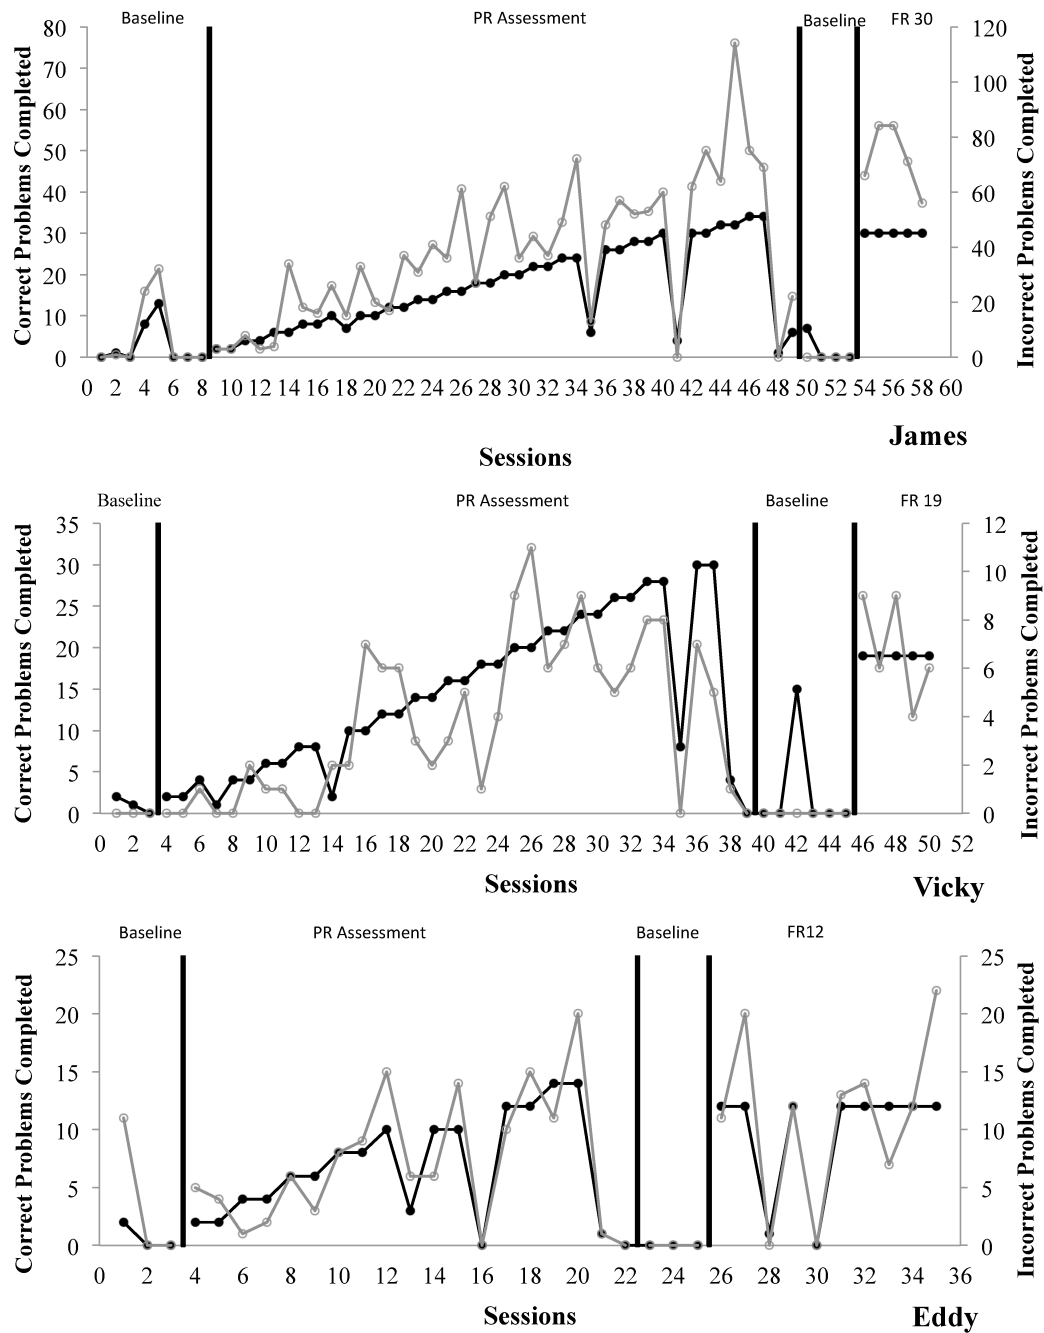 Baseline PR Assessment Baseline FR 30
80 120
70 100
60
50 80
40 60
30 40
20
10 20
0 0
Correct Problems Completed
Incorrect Problems Completed
0 2 4 6 8 10 12 14 16 18 20 22 24 26 28 30 32 34 36 38 40 42 44 46 48 50 52 54 56 58 60
James
Sessions
Baseline PR Assessment Baseline FR 19
35 12
30 10
25 8
20
15 6
10 4
5 2
0 0
Correct Problems Completed
Incorrect Probems Completed
0 2 4 6 8 10 12 14 16 18 20 22 24 26 28 30 32 34 36 38 40 42 44 46 48 50 52
Sessions
Vicky
Baseline PR Assessment Baseline FR12
25 25
20 20
15 15
10 10
5 5
0 0
Correct Problems Completed
Incorrect Problems Completed
0 2 4 6 8 10 12 14 16 18 20 22 24 26 28 30 32 34 36
Sessions
Eddy